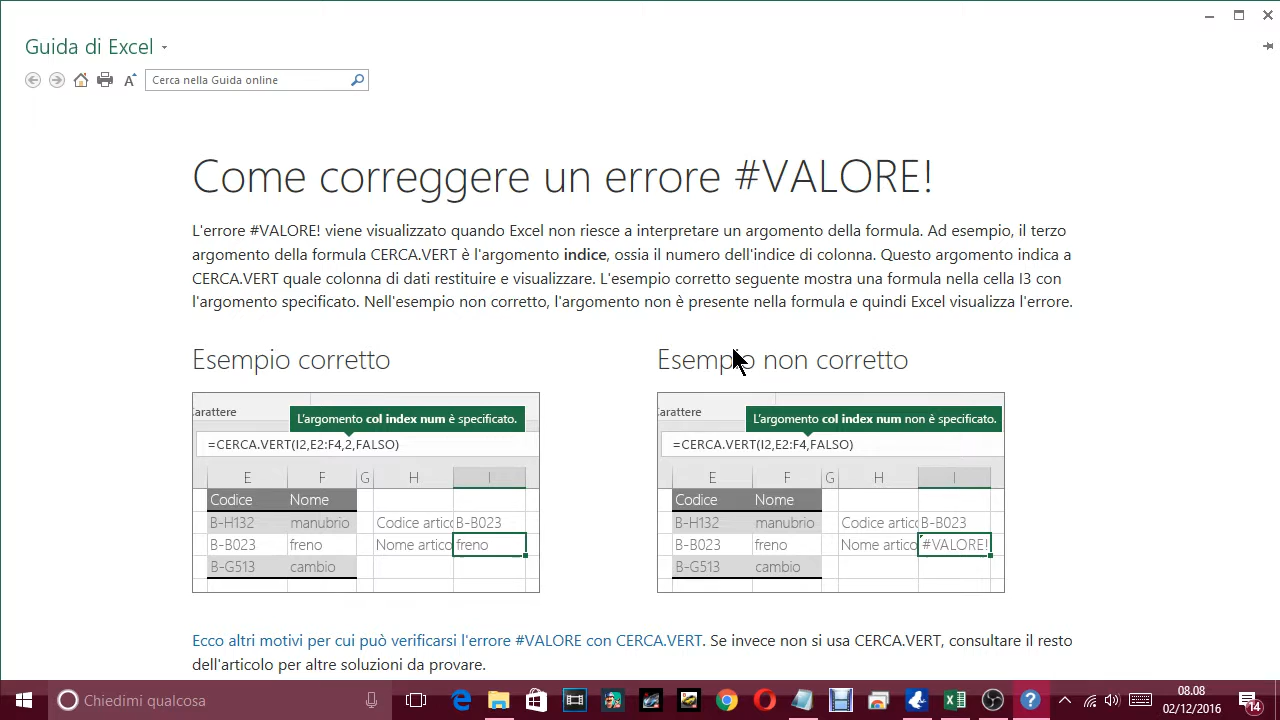 Guida di Excel
Cerca nella Guida online
Come correggere un errore #VALORE!
L'errore #VALORE! viene visualizzato quando Excel non riesce a interpretare un argomento della formula. Ad esempio, il terzo
argomento della formula CERCA.VERT è l'argomento indice, ossia il numero dell'indice di colonna. Questo argomento indica a
CERCA.VERT quale colonna di dati restituire e visualizzare. L'esempio corretto seguente mostra una formula nella cella I3 con
l'argomento specificato. Nell'esempio non corretto, l'argomento non è presente nella formula e quindi Excel visualizza l'errore.
Esempio corretto
arattere
L'argomento col index num è specificato.
=CERCA.VERT(I2,E2:F4,2,FALSO)
E F G H I
Codice Nome
B-H132 manubrio Codice artico B-B023
B-B023 freno Nome artico freno
B-G513 cambio
Esempio non corretto
arattere
L'argomento col index num non è specificato.
=CERCA.VERT(I2,E2:F4,FALSO)
E F G H I
Codice Nome
B-H132 manubrio Codice artico B-B023
B-B023 freno Nome artico #VALORE!
B-G513 cambio
Ecco altri motivi per cui può verificarsi l'errore #VALORE con CERCA.VERT. Se invece non si usa CERCA.VERT, consultare il resto
dell'articolo per altre soluzioni da provare.
Chiedimi qualcosa
08.08
02/12/2016
14